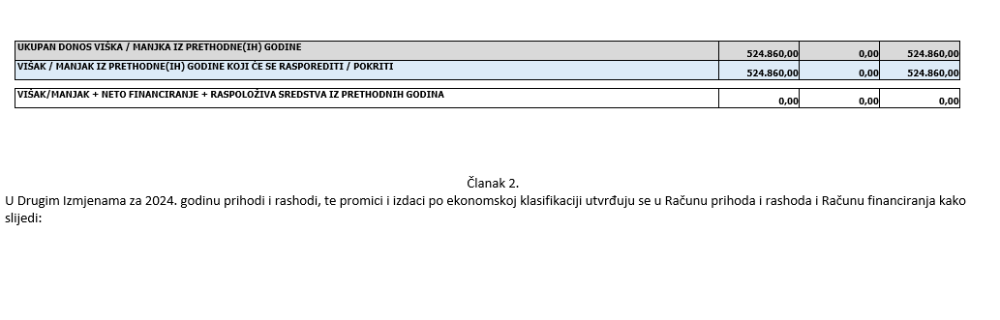 UKUPAN DONOS VIŠKA / MANJKA IZ PRETHODNE(IH) GODINE 524.860,00 0,00 524.860,00
VIŠAK / MANJAK IZ PRETHODNE(IH) GODINE KOJI ĆE SE RASPOREDITI / POKRITI 524.860,00 0,00 524.860,00
VIŠAK/MANJAK + NETO FINANCIRANJE + RASPOLOŽIVA SREDSTVA IZ PRETHODNIH GODINA 0,00 0,00 0,00
Članak 2.
U Drugim Izmjenama za 2024. godinu prihodi i rashodi, te promici i izdaci po ekonomskoj klasifikaciji utvrđuju se u Računu prihoda i rashoda i Računu financiranja kako
slijedi: